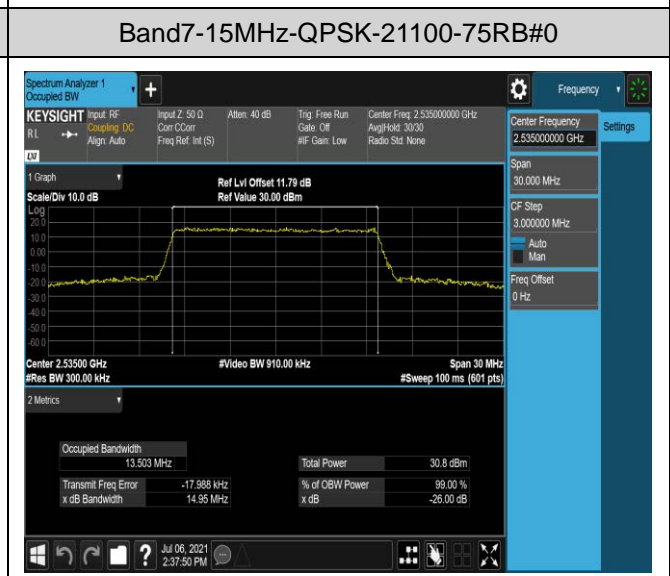 Band7-15MHz-QPSK-21100-75RB#0
Spectrum Analyzer 1
Occupied BW
Frequency
KEYSIGHT
RL
LXI
Input: RF
Coupling: DC
Align: Auto
Input Z: 50 Ω
Corr CCorr
Freq Ref: Int (S)
Atten: 40 dB
Trig: Free Run
Gate: Off
#IF Gain: Low
Center Freq: 2.535000000 GHz
Avg|Hold: 30/30
Radio Std: None
Center Frequency
2.535000000 GHz
Settings
Span
30.000 MHz
CF Step
3.000000 MHz
Auto
Man
Freq Offset
0 Hz
1 Graph
Scale/Div 10.0 dB
Ref Lvl Offset 11.79 dB
Ref Value 30.00 dBm
Log
20.0
10.0
0.00
-10.0
-20.0
-30.0
-40.0
-50.0
-60.0
Center 2.53500 GHz
#Video BW 910.00 kHz
Span 30 MHz
#Res BW 300.00 kHz
#Sweep 100 ms (601 pts)
2 Metrics
Occupied Bandwidth
13.503 MHz
Total Power 30.8 dBm
Transmit Freq Error -17.988 kHz
% of OBW Power 99.00 %
x dB Bandwidth 14.95 MHz
x dB -26.00 dB
?
Jul 06, 2021
2:37:50 PM